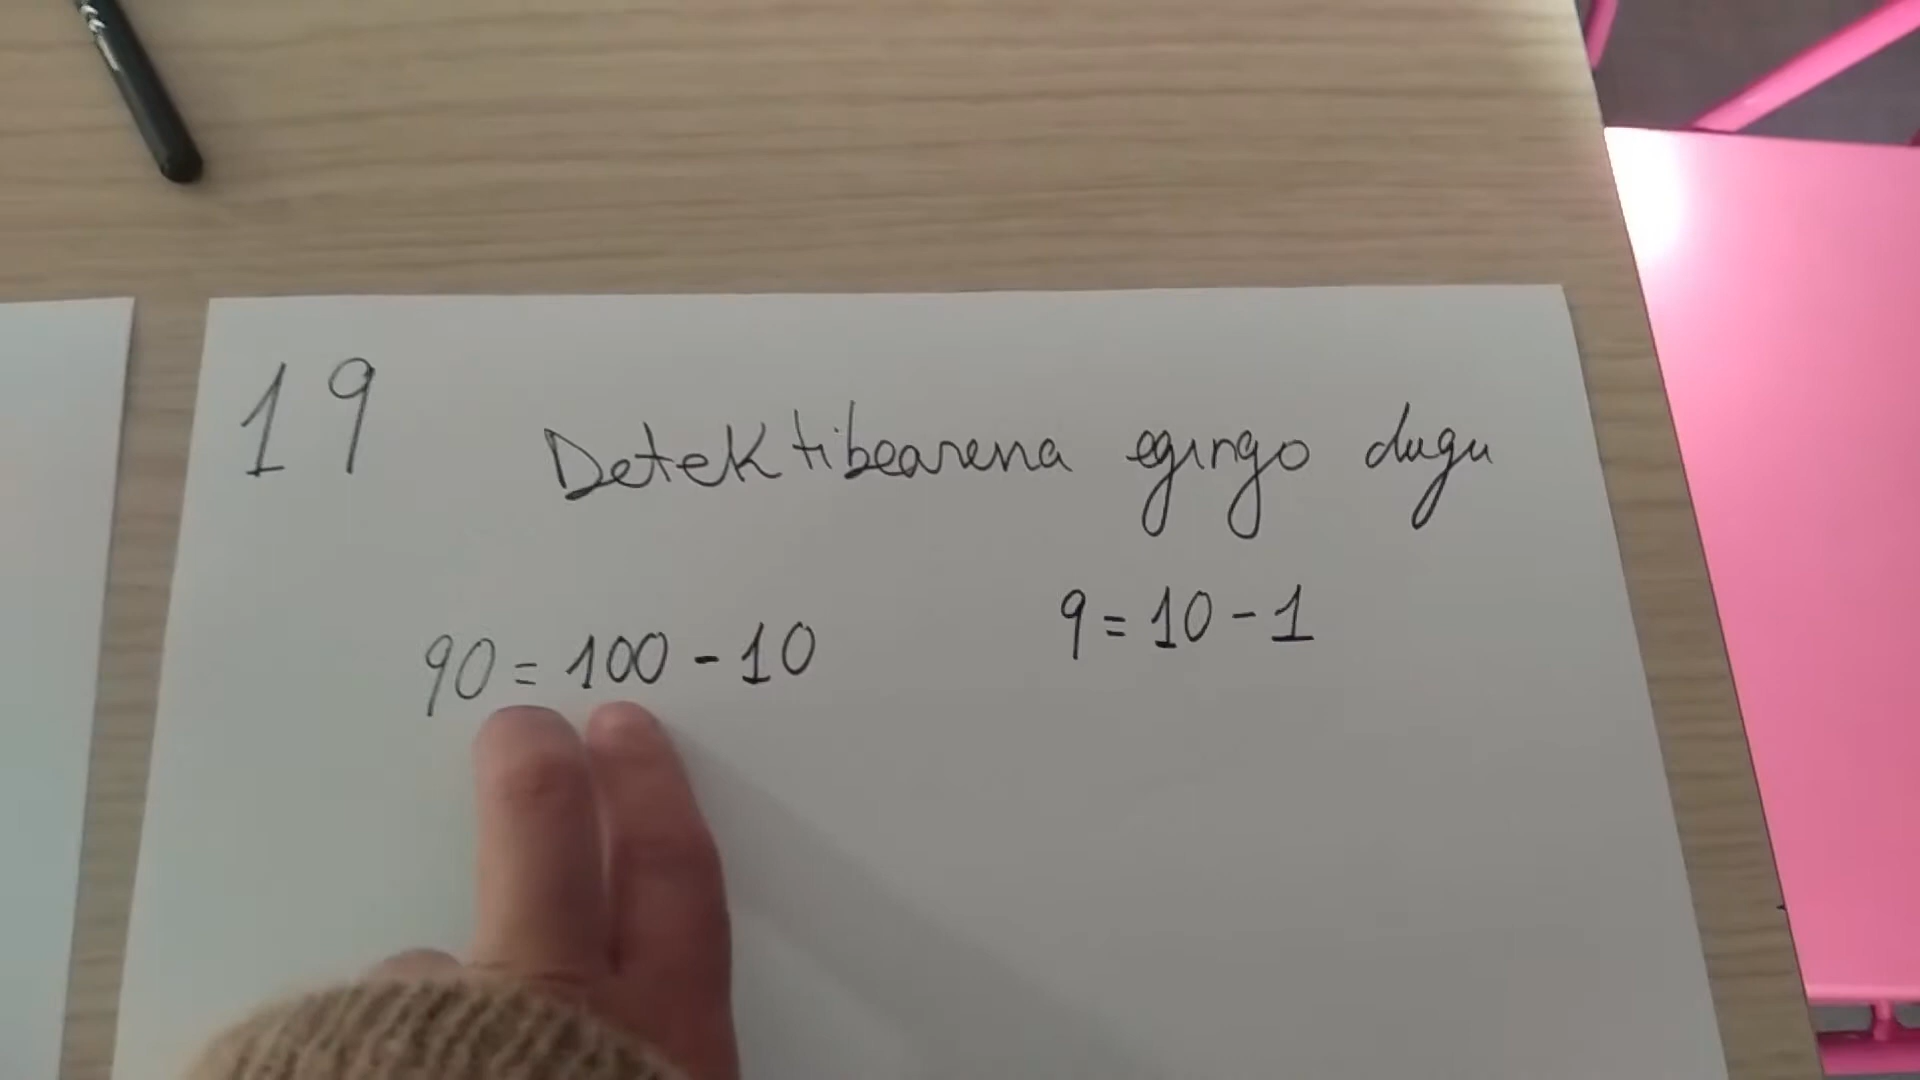 19
Detektibearena egingo dugu
90 = 100 - 10
9 = 10 - 1